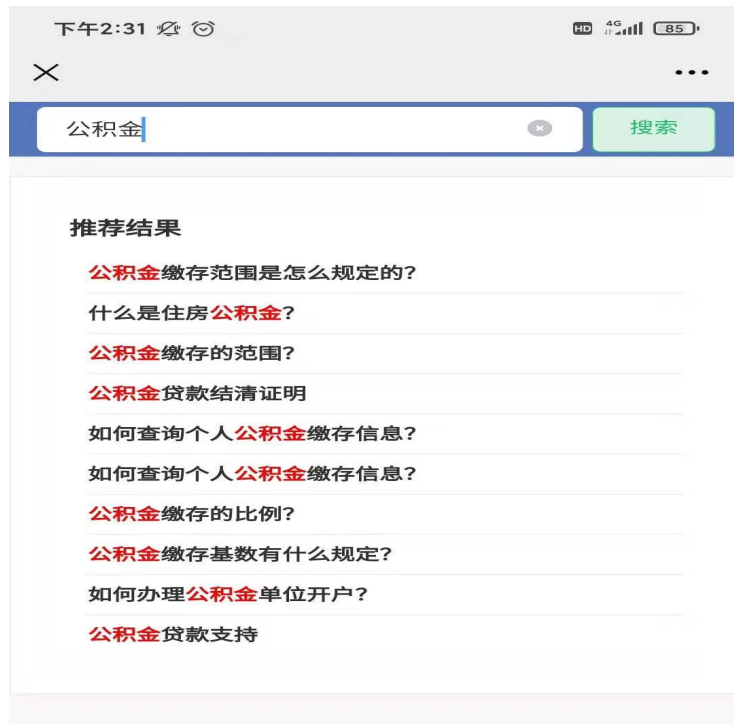 下午2:31
HD 4G 85
公积金
搜索
推荐结果
公积金缴存范围是怎么规定的?
什么是住房公积金?
公积金缴存的范围?
公积金贷款结清证明
如何查询个人公积金缴存信息?
如何查询个人公积金缴存信息?
公积金缴存的比例?
公积金缴存基数有什么规定?
如何办理公积金单位开户?
公积金贷款支持